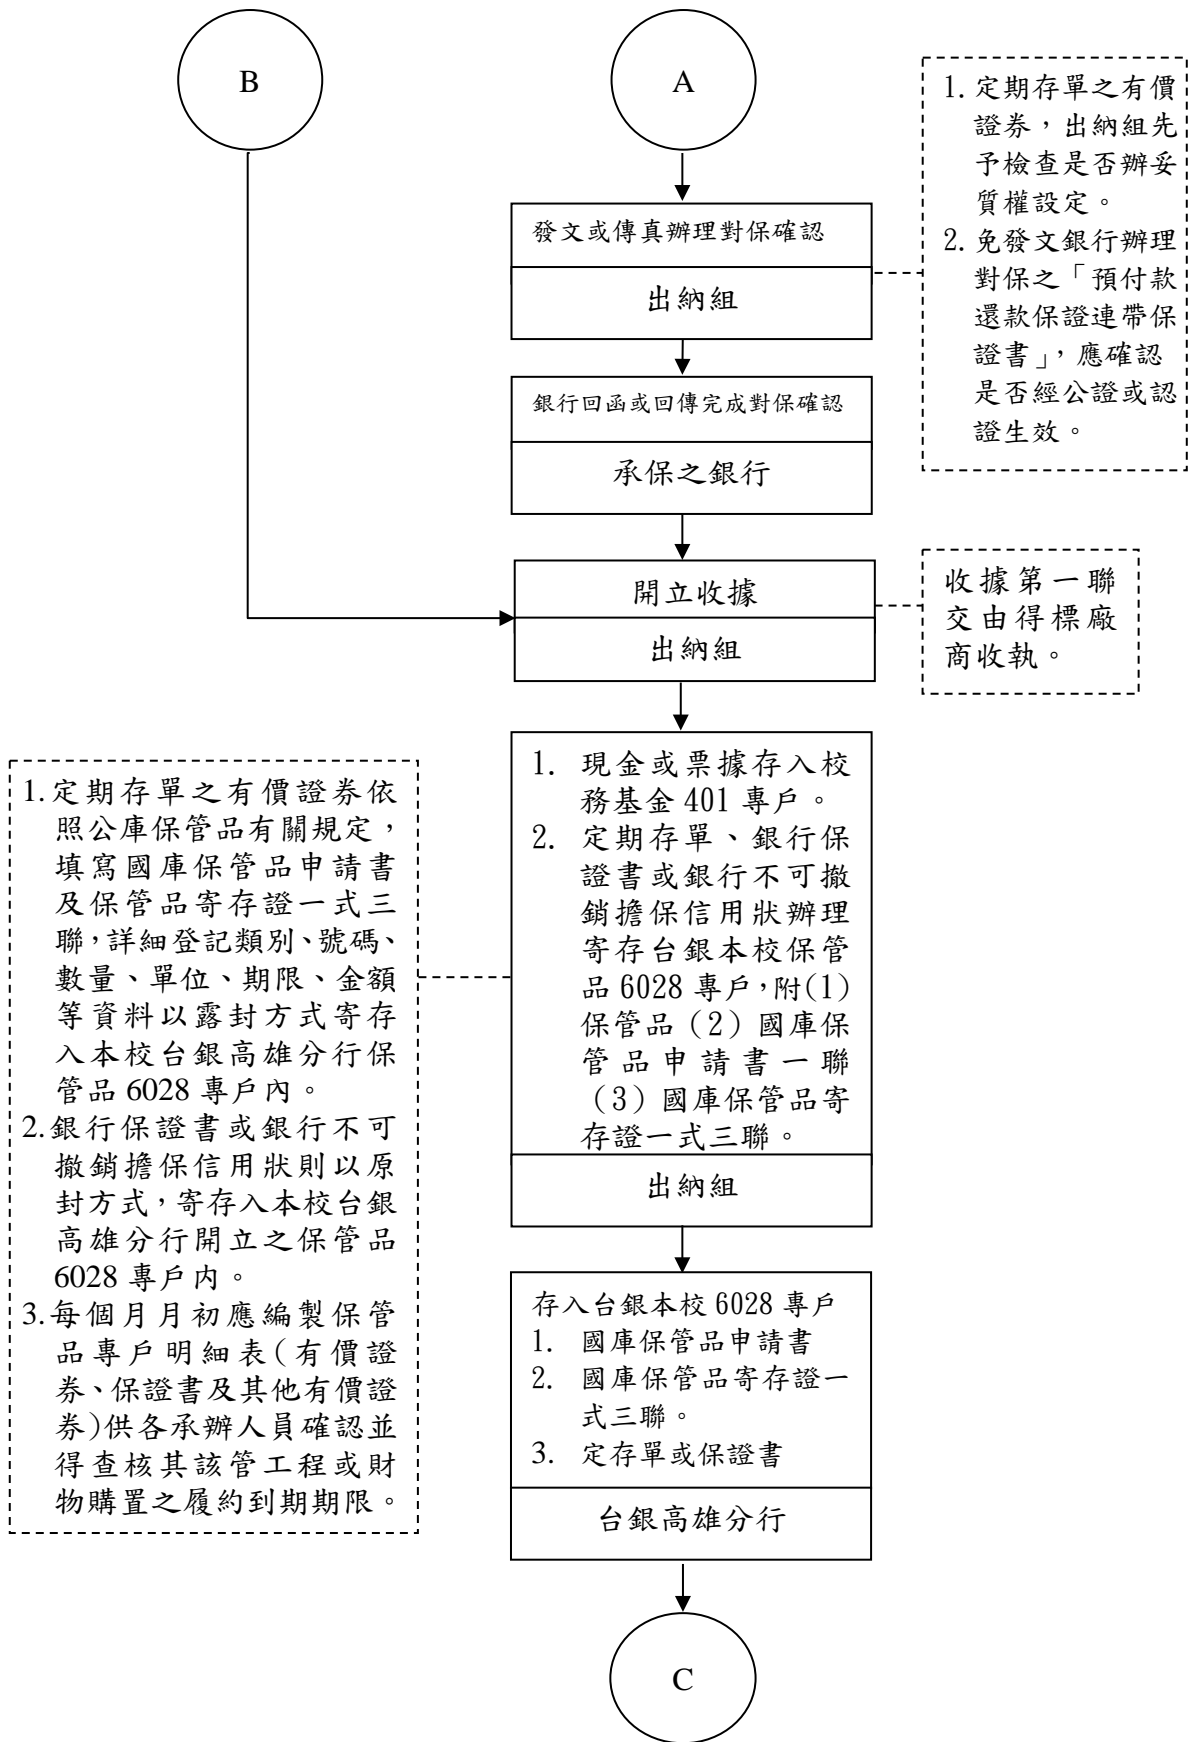 B
A
1. 定期存單之有價
證券，出納組先
予檢查是否辦妥
質權設定。
2. 免發文銀行辦理
對保之「預付款
還款保證連帶保
證書」，應確認
是否經公證或認
證生效。
發文或傳真辦理對保確認
出納組
銀行回函或回傳完成對保確認
承保之銀行
開立收據
出納組
收據第一聯
交由得標廠
商收執。
1. 現金或票據存入校
務基金 401 專戶。
2. 定期存單、銀行保
證書或銀行不可撤
銷擔保信用狀辦理
寄存台銀本校保管
品 6028 專戶，附(1)
保管品（2）國庫保
管品申請書一聯
（3）國庫保管品寄
存證一式三聯。
出納組
1.定期存單之有價證券依
照公庫保管品有關規定，
填寫國庫保管品申請書
及保管品寄存證一式三
聯，詳細登記類別、號碼、
數量、單位、期限、金額
等資料以露封方式寄存
入本校台銀高雄分行保
管品 6028 專戶內。
2.銀行保證書或銀行不可
撤銷擔保信用狀則以原
封方式，寄存入本校台銀
高雄分行開立之保管品
6028 專戶內。
3.每個月月初應編製保管
品專戶明細表(有價證
券、保證書及其他有價證
券)供各承辦人員確認並
得查核其該管工程或財
物購置之履約到期期限。
存入台銀本校 6028 專戶
1. 國庫保管品申請書
2. 國庫保管品寄存證一
式三聯。
3. 定存單或保證書
台銀高雄分行
C